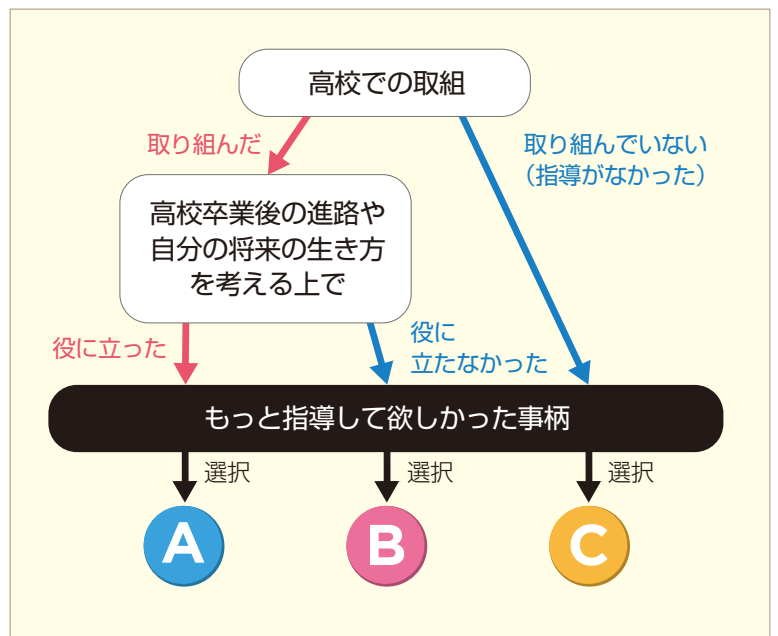 高校での取組
取り組んだ
取り組んでいない
（指導がなかった）
高校卒業後の進路や
自分の将来の生き方
を考える上で
役に立った
役に
立たなかった
もっと指導して欲しかった事柄
選択
選択
選択
A
B
C